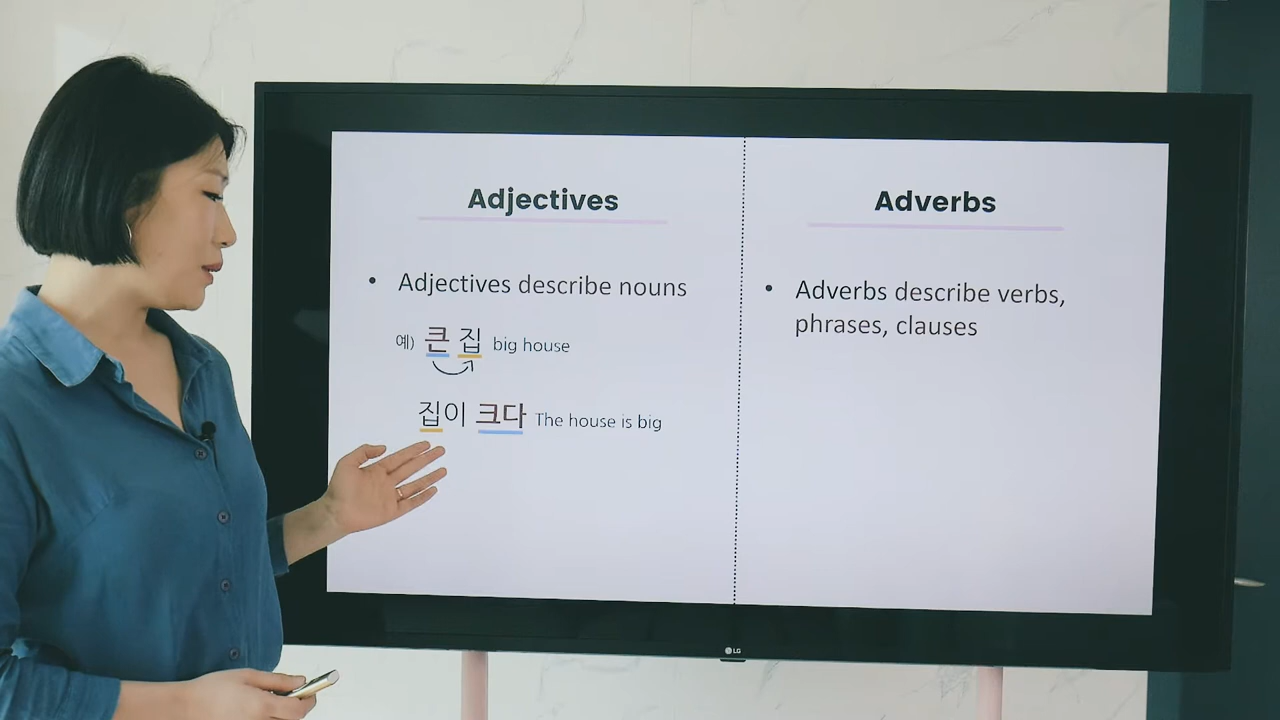 Adjectives
• Adjectives describe nouns
예) 큰 집 big house
집이 크다 The house is big
Adverbs
• Adverbs describe verbs,
phrases, clauses
LG